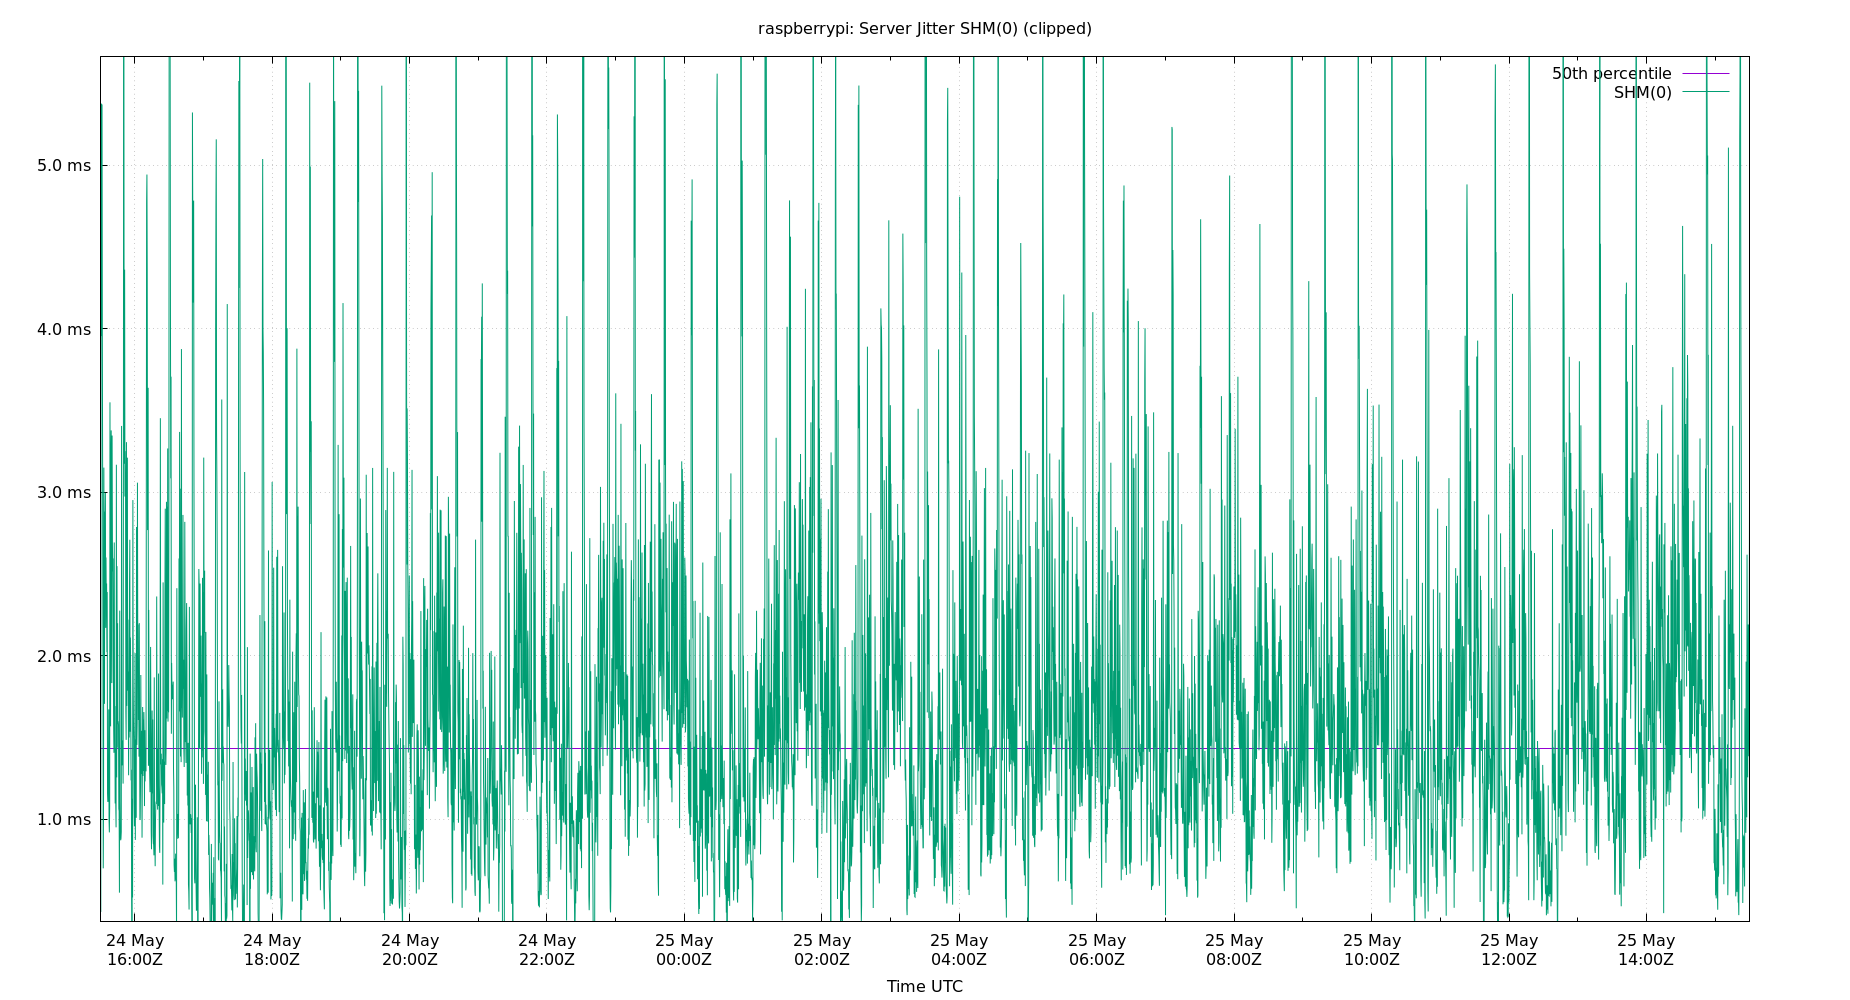 raspberrypi: Server Jitter SHM(0) (clipped)
50th percentile
SHM(0)
5.0 ms
4.0 ms
3.0 ms
2.0 ms
1.0 ms
24 May 24 May 24 May 24 May 25 May 25 May 25 May 25 May 25 May 25 May 25 May 25 May
16:00Z 18:00Z 20:00Z 22:00Z 00:00Z 02:00Z 04:00Z 06:00Z 08:00Z 10:00Z 12:00Z 14:00Z
Time UTC